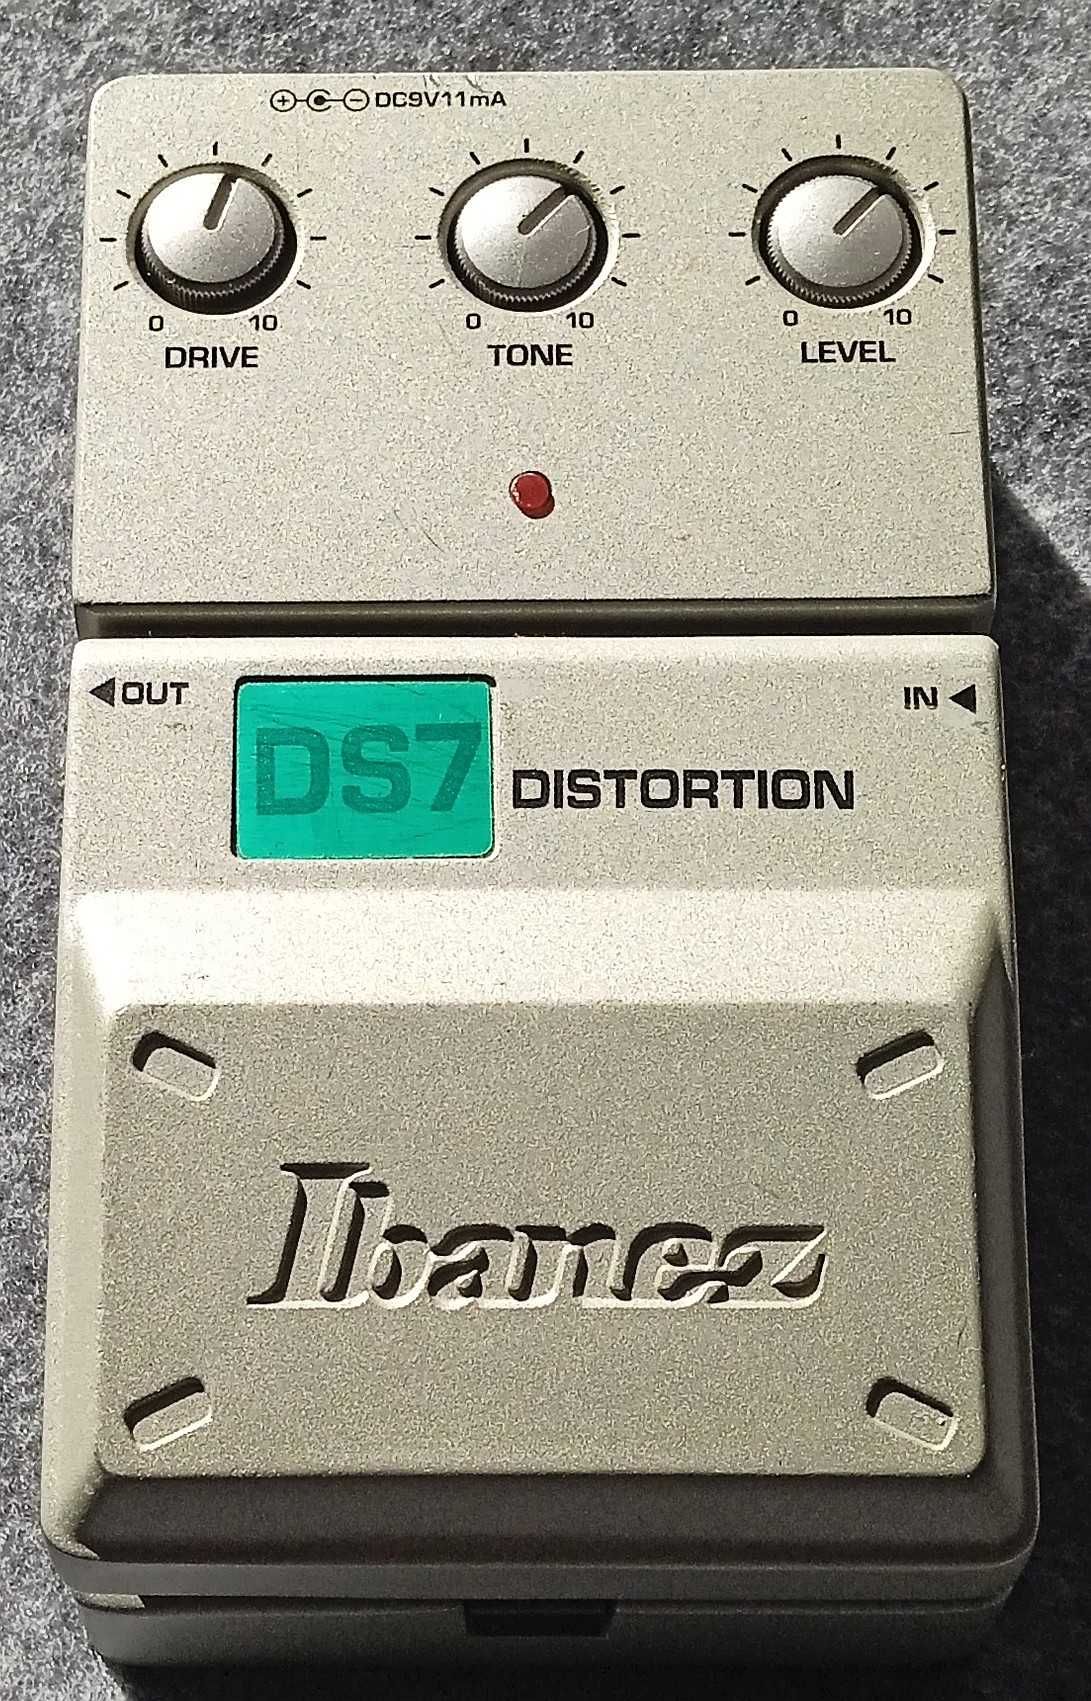 DC9V11mA
0 10 0 10 0 10
DRIVE TONE LEVEL
OUT IN
DS7 DISTORTION
Ibanez